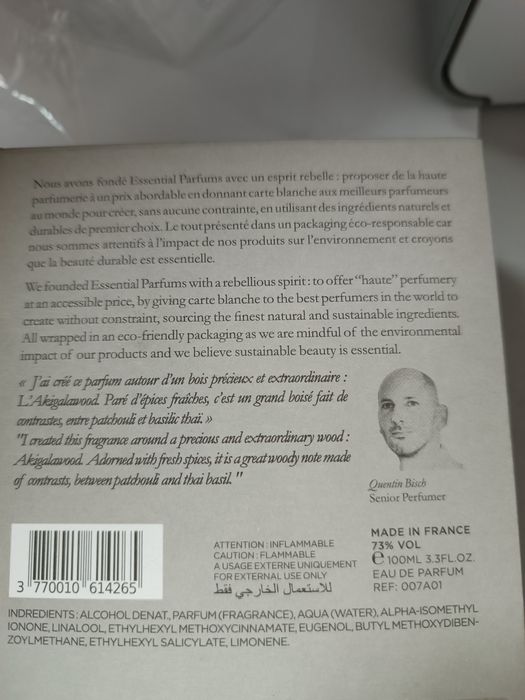 Nous avons fondé Essential Parfums avec un esprit rebelle : proposer de la haute
parfumerie à un prix abordable en donnant carte blanche aux meilleurs parfumeurs
au monde pour créer, sans aucune contrainte, en utilisant des ingrédients naturels et
durables de premier choix. Le tout présenté dans un packaging éco-responsable car
nous sommes attentifs à l'impact de nos produits sur l'environnement et croyons
que la beauté durable est essentielle.
We founded Essential Parfums with a rebellious spirit : to offer "haute" perfumery
at an accessible price, by giving carte blanche to the best perfumers in the world to
create without constraint, sourcing the finest natural and sustainable ingredients.
All wrapped in an eco-friendly packaging as we are mindful of the environmental
impact of our products and we believe sustainable beauty is essential.
« J'ai créé ce parfum autour d'un bois précieux et extraordinaire :
L'Akigalawood. Paré d'épices fraîches, c'est un grand boisé fait de
contrastes, entre patchouli et basilic thaï. »
"I created this fragrance around a precious and extraordinary wood :
Akigalawood. Adorned with fresh spices, it is a great woody note made
of contrasts, between patchouli and thai basil."
Quentin Bisch
Senior Perfumer
3 770010 614265
ATTENTION : INFLAMMABLE
CAUTION : FLAMMABLE
A USAGE EXTERNE UNIQUEMENT
FOR EXTERNAL USE ONLY
للاستعمال الخارجي فقط
MADE IN FRANCE
73% VOL
℮ 100ML 3.3FL.OZ.
EAU DE PARFUM
REF: 007A01
INGREDIENTS : ALCOHOL DENAT., PARFUM (FRAGRANCE), AQUA (WATER), ALPHA-ISOMETHYL
IONONE, LINALOOL, ETHYLHEXYL METHOXYCINNAMATE, EUGENOL, BUTYL METHOXYDIBEN-
ZOYLMETHANE, ETHYLHEXYL SALICYLATE, LIMONENE.